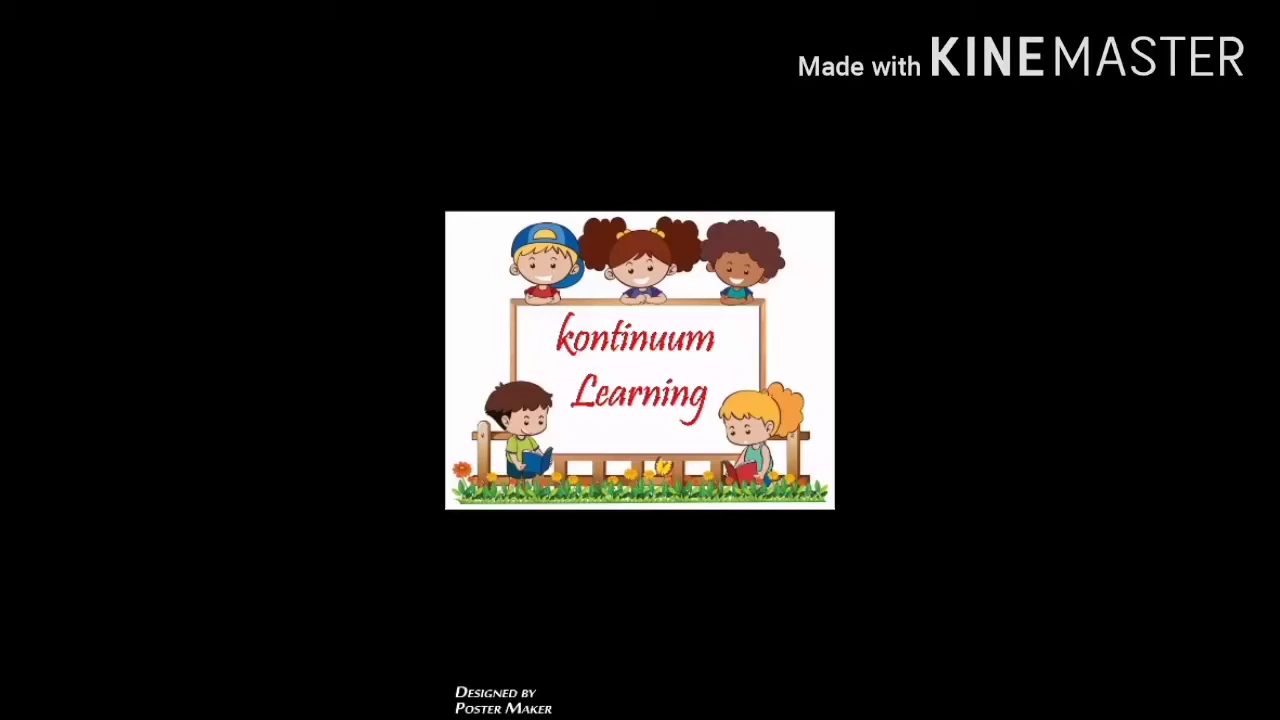 Made with KINEMASTER
kontinuum
Learning
DESIGNED BY
POSTER MAKER